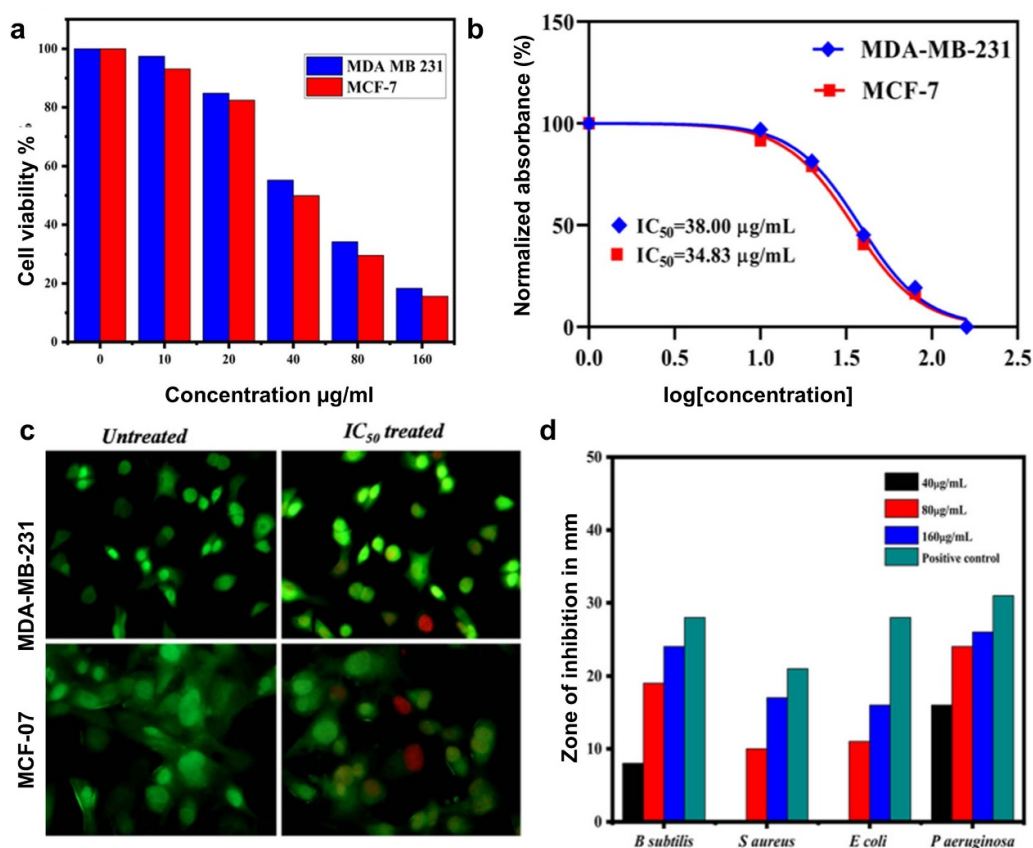 a
100
80
60
40
20
0
Cell viability %
MDA MB 231
MCF-7
0 10 20 40 80 160
Concentration µg/ml
b
Normalized absorbance (%)
150
100
50
0
MDA-MB-231
MCF-7
IC50=38.00 µg/mL
IC50=34.83 µg/mL
0.0 0.5 1.0 1.5 2.0 2.5
log[concentration]
c
Untreated IC50 treated
MDA-MB-231
MCF-07
d
Zone of inhibition in mm
50
40
30
20
10
0
40µg/mL
80µg/mL
160µg/mL
Positive control
B subtilis S aureus E coli P aeruginosa